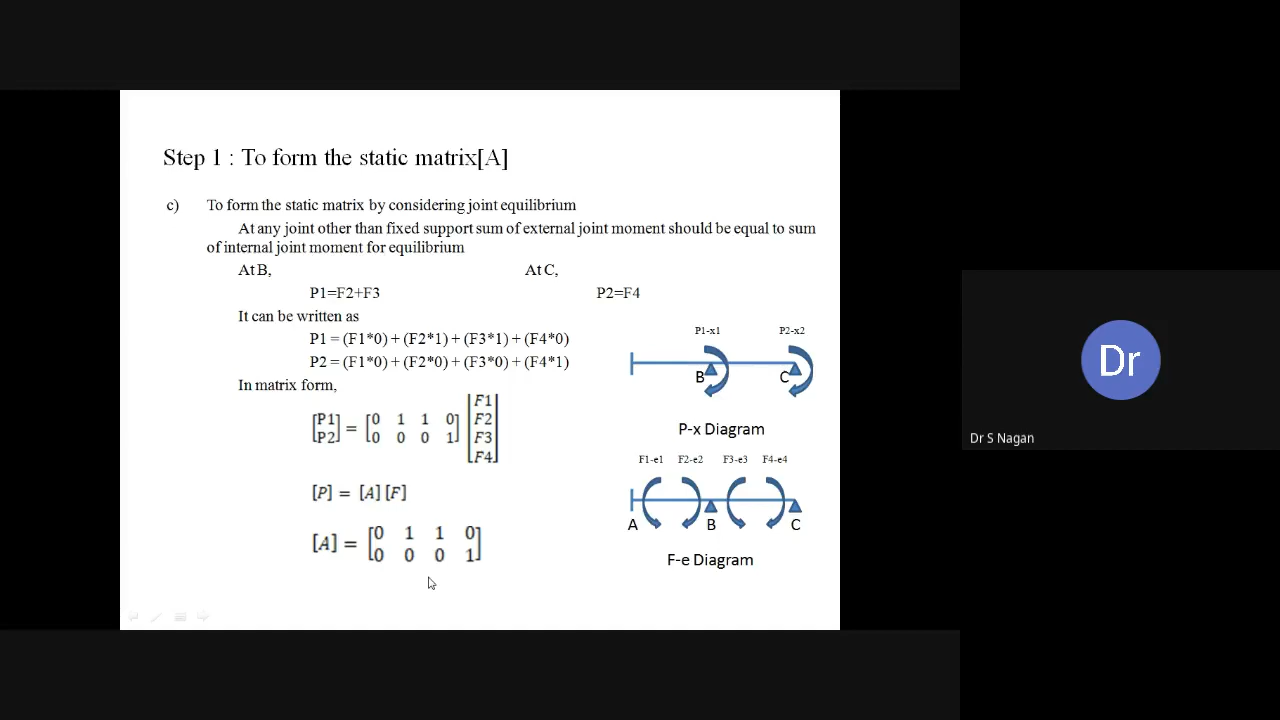 Step 1 : To form the static matrix[A]
c) To form the static matrix by considering joint equilibrium
At any joint other than fixed support sum of external joint moment should be equal to sum
of internal joint moment for equilibrium
At B, At C,
P1=F2+F3 P2=F4
It can be written as
P1 = (F1*0) + (F2*1) + (F3*1) + (F4*0)
P2 = (F1*0) + (F2*0) + (F3*0) + (F4*1)
In matrix form,
[P1] = [0 1 1 0] [F1]
[P2] [0 0 0 1] [F2]
[F3]
[F4]
[P] = [A] [F]
[A] = [0 1 1 0]
[0 0 0 1]
P1-x1 P2-x2
B C
P-x Diagram
F1-e1 F2-e2 F3-e3 F4-e4
A B C
F-e Diagram
Dr
Dr S Nagan